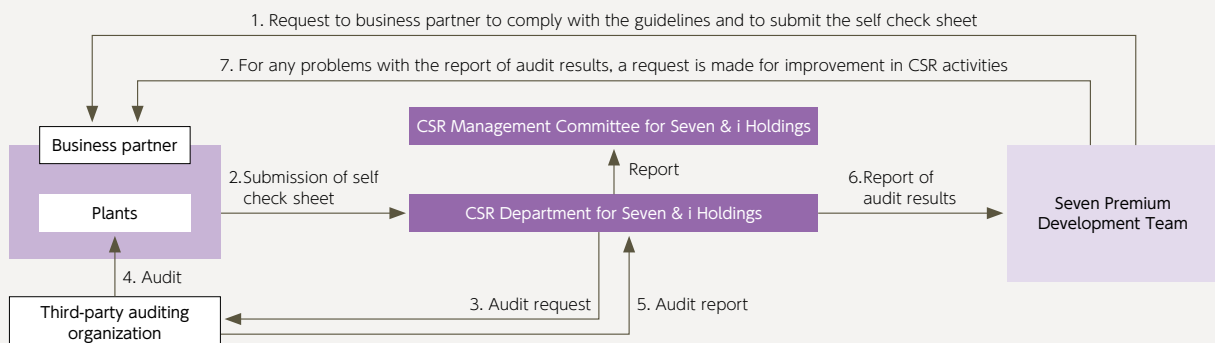 1. Request to business partner to comply with the guidelines and to submit the self check sheet
7. For any problems with the report of audit results, a request is made for improvement in CSR activities
Business partner
Plants
2.Submission of self
check sheet
CSR Management Committee for Seven & i Holdings
Report
CSR Department for Seven & i Holdings
6.Report of
audit results
Seven Premium
Development Team
4. Audit
Third-party auditing
organization
3. Audit request
5. Audit report